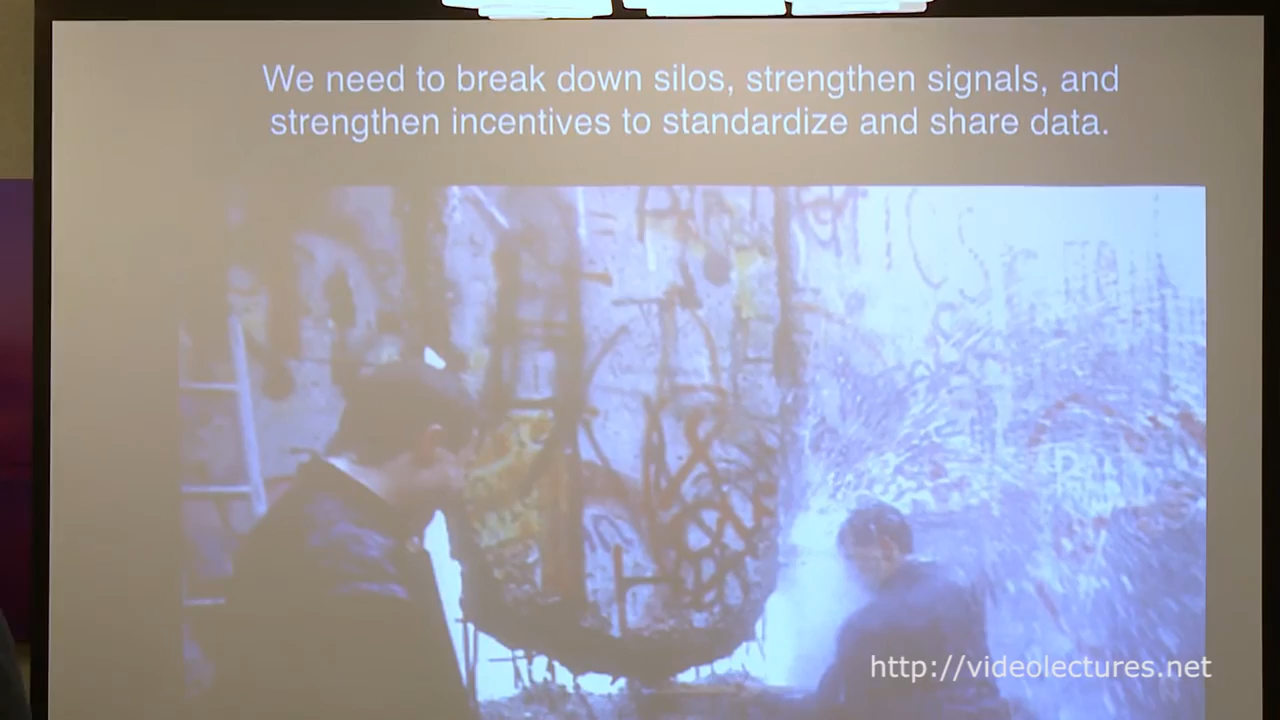 We need to break down silos, strengthen signals, and
strengthen incentives to standardize and share data.
http://videolectures.net